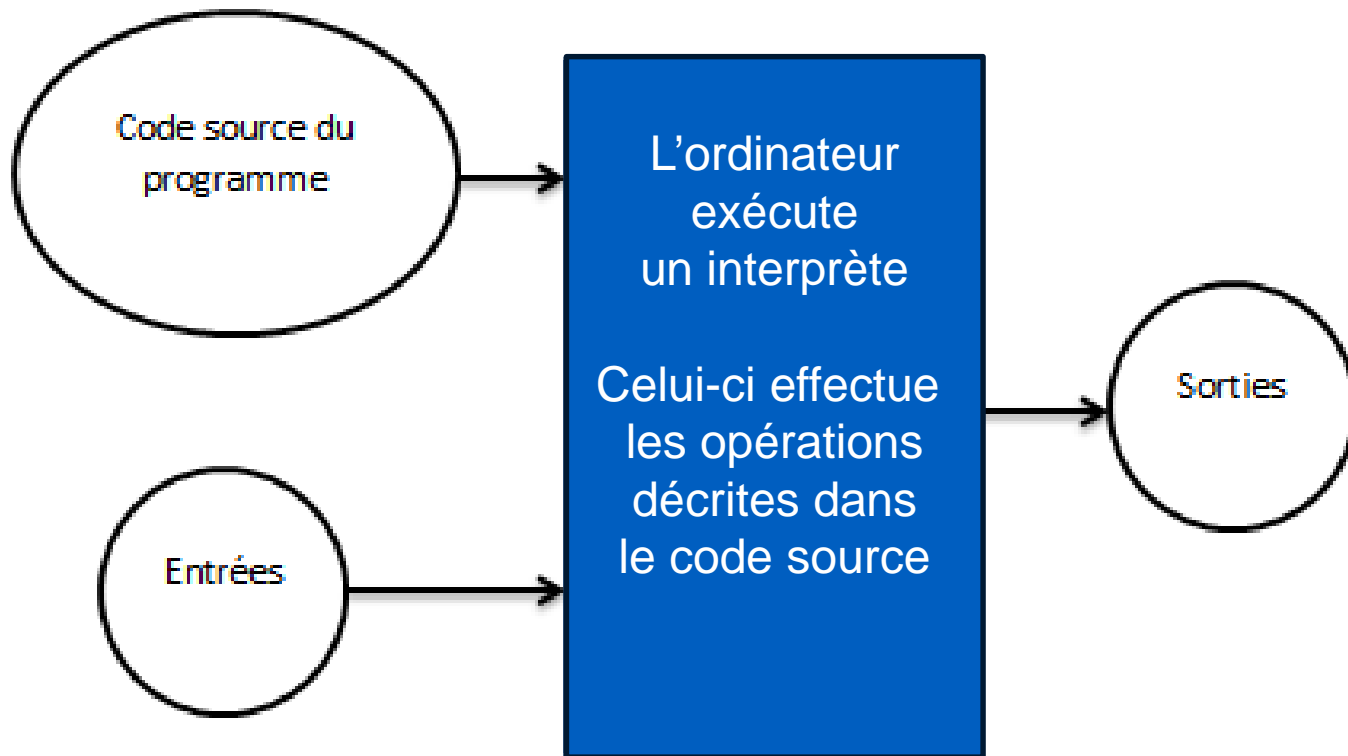 Code source du
programme
L'ordinateur
exécute
un interprète
Celui-ci effectue
les opérations
décrites dans
le code source
Entrées
Sorties